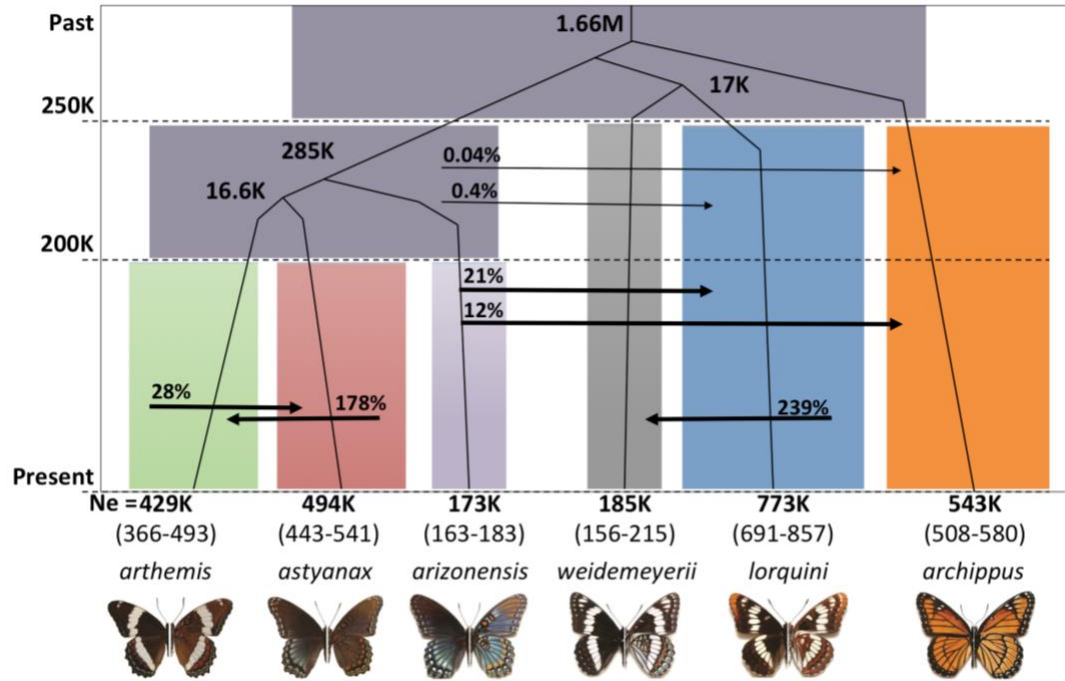 Past
1.66M
17K
250K
285K
0.04%
16.6K
0.4%
200K
21%
12%
28%
178%
239%
Present
Ne =429K 494K 173K 185K 773K 543K
(366-493) (443-541) (163-183) (156-215) (691-857) (508-580)
arthemis astyanax arizonensis weidemeyerii lorquini archippus